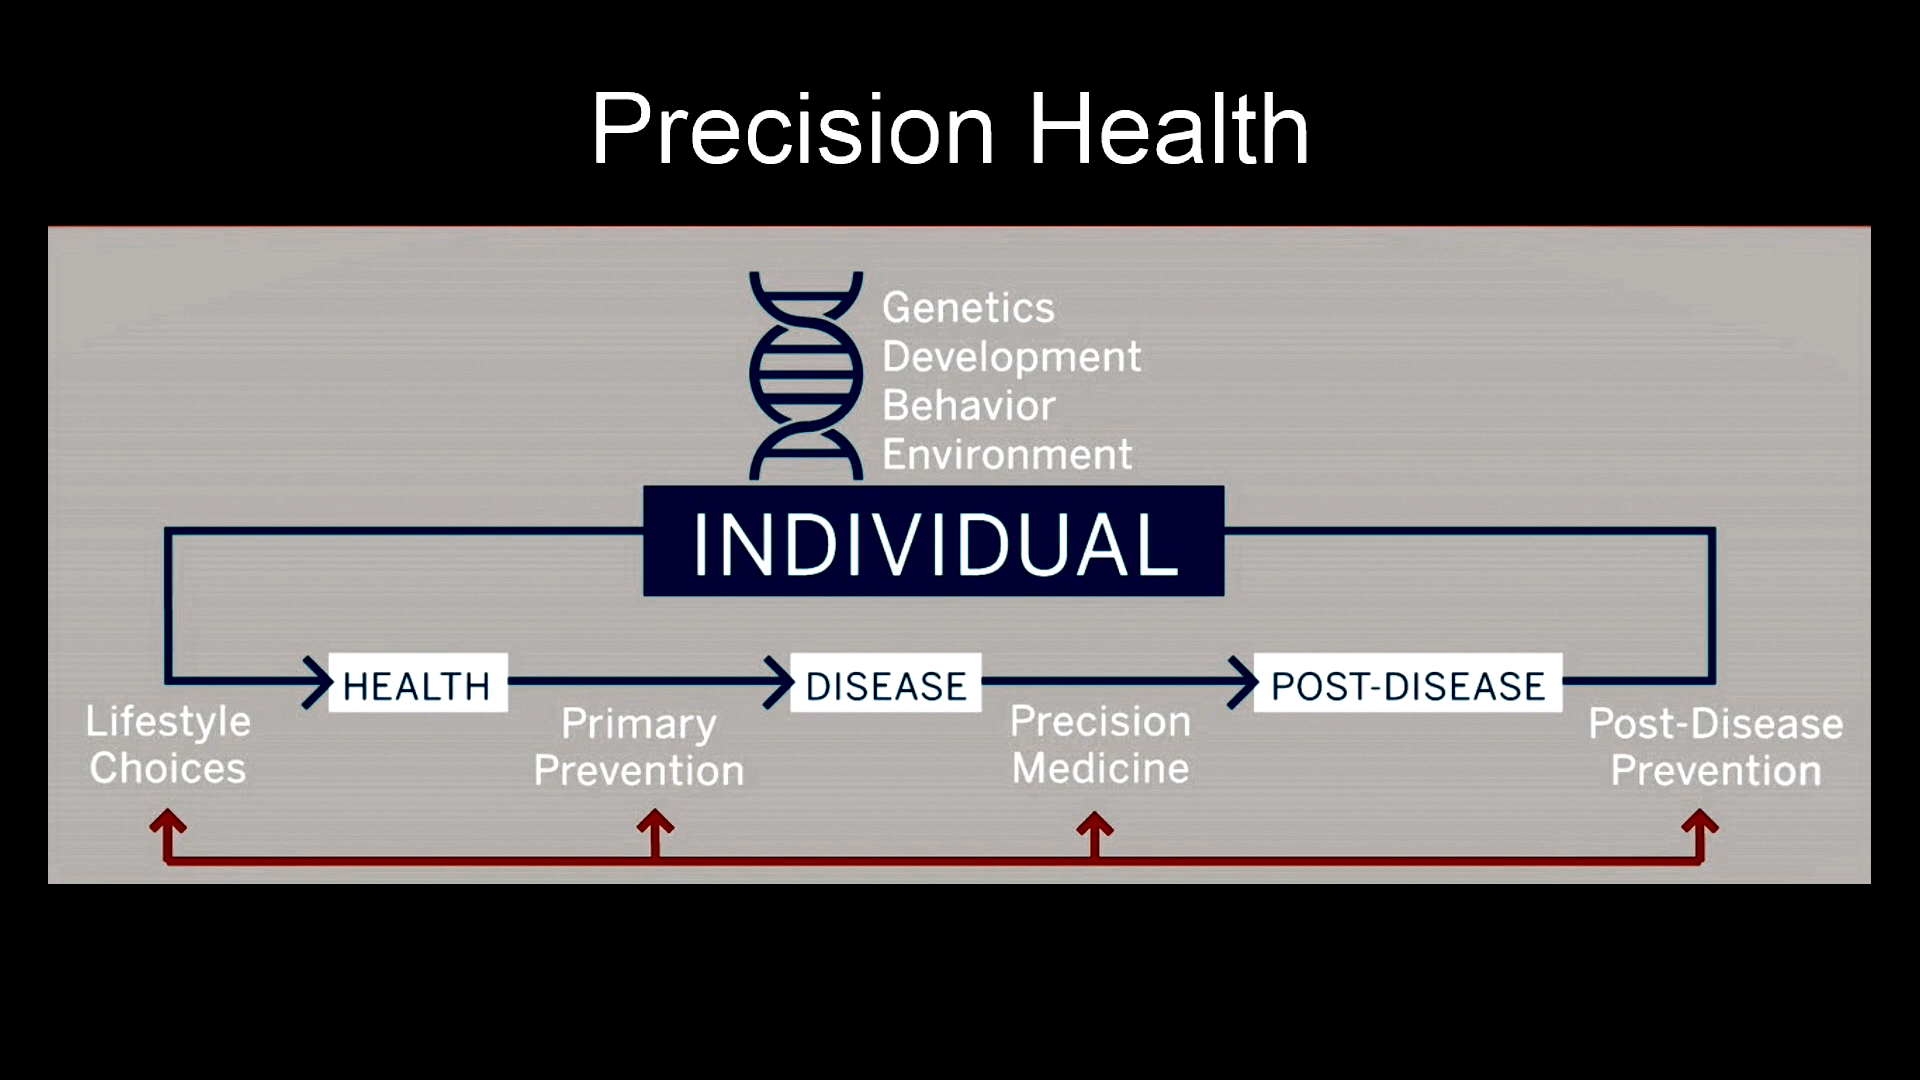 Precision Health
Genetics
Development
Behavior
Environment
INDIVIDUAL
HEALTH
DISEASE
POST-DISEASE
Lifestyle
Choices
Primary
Prevention
Precision
Medicine
Post-Disease
Prevention